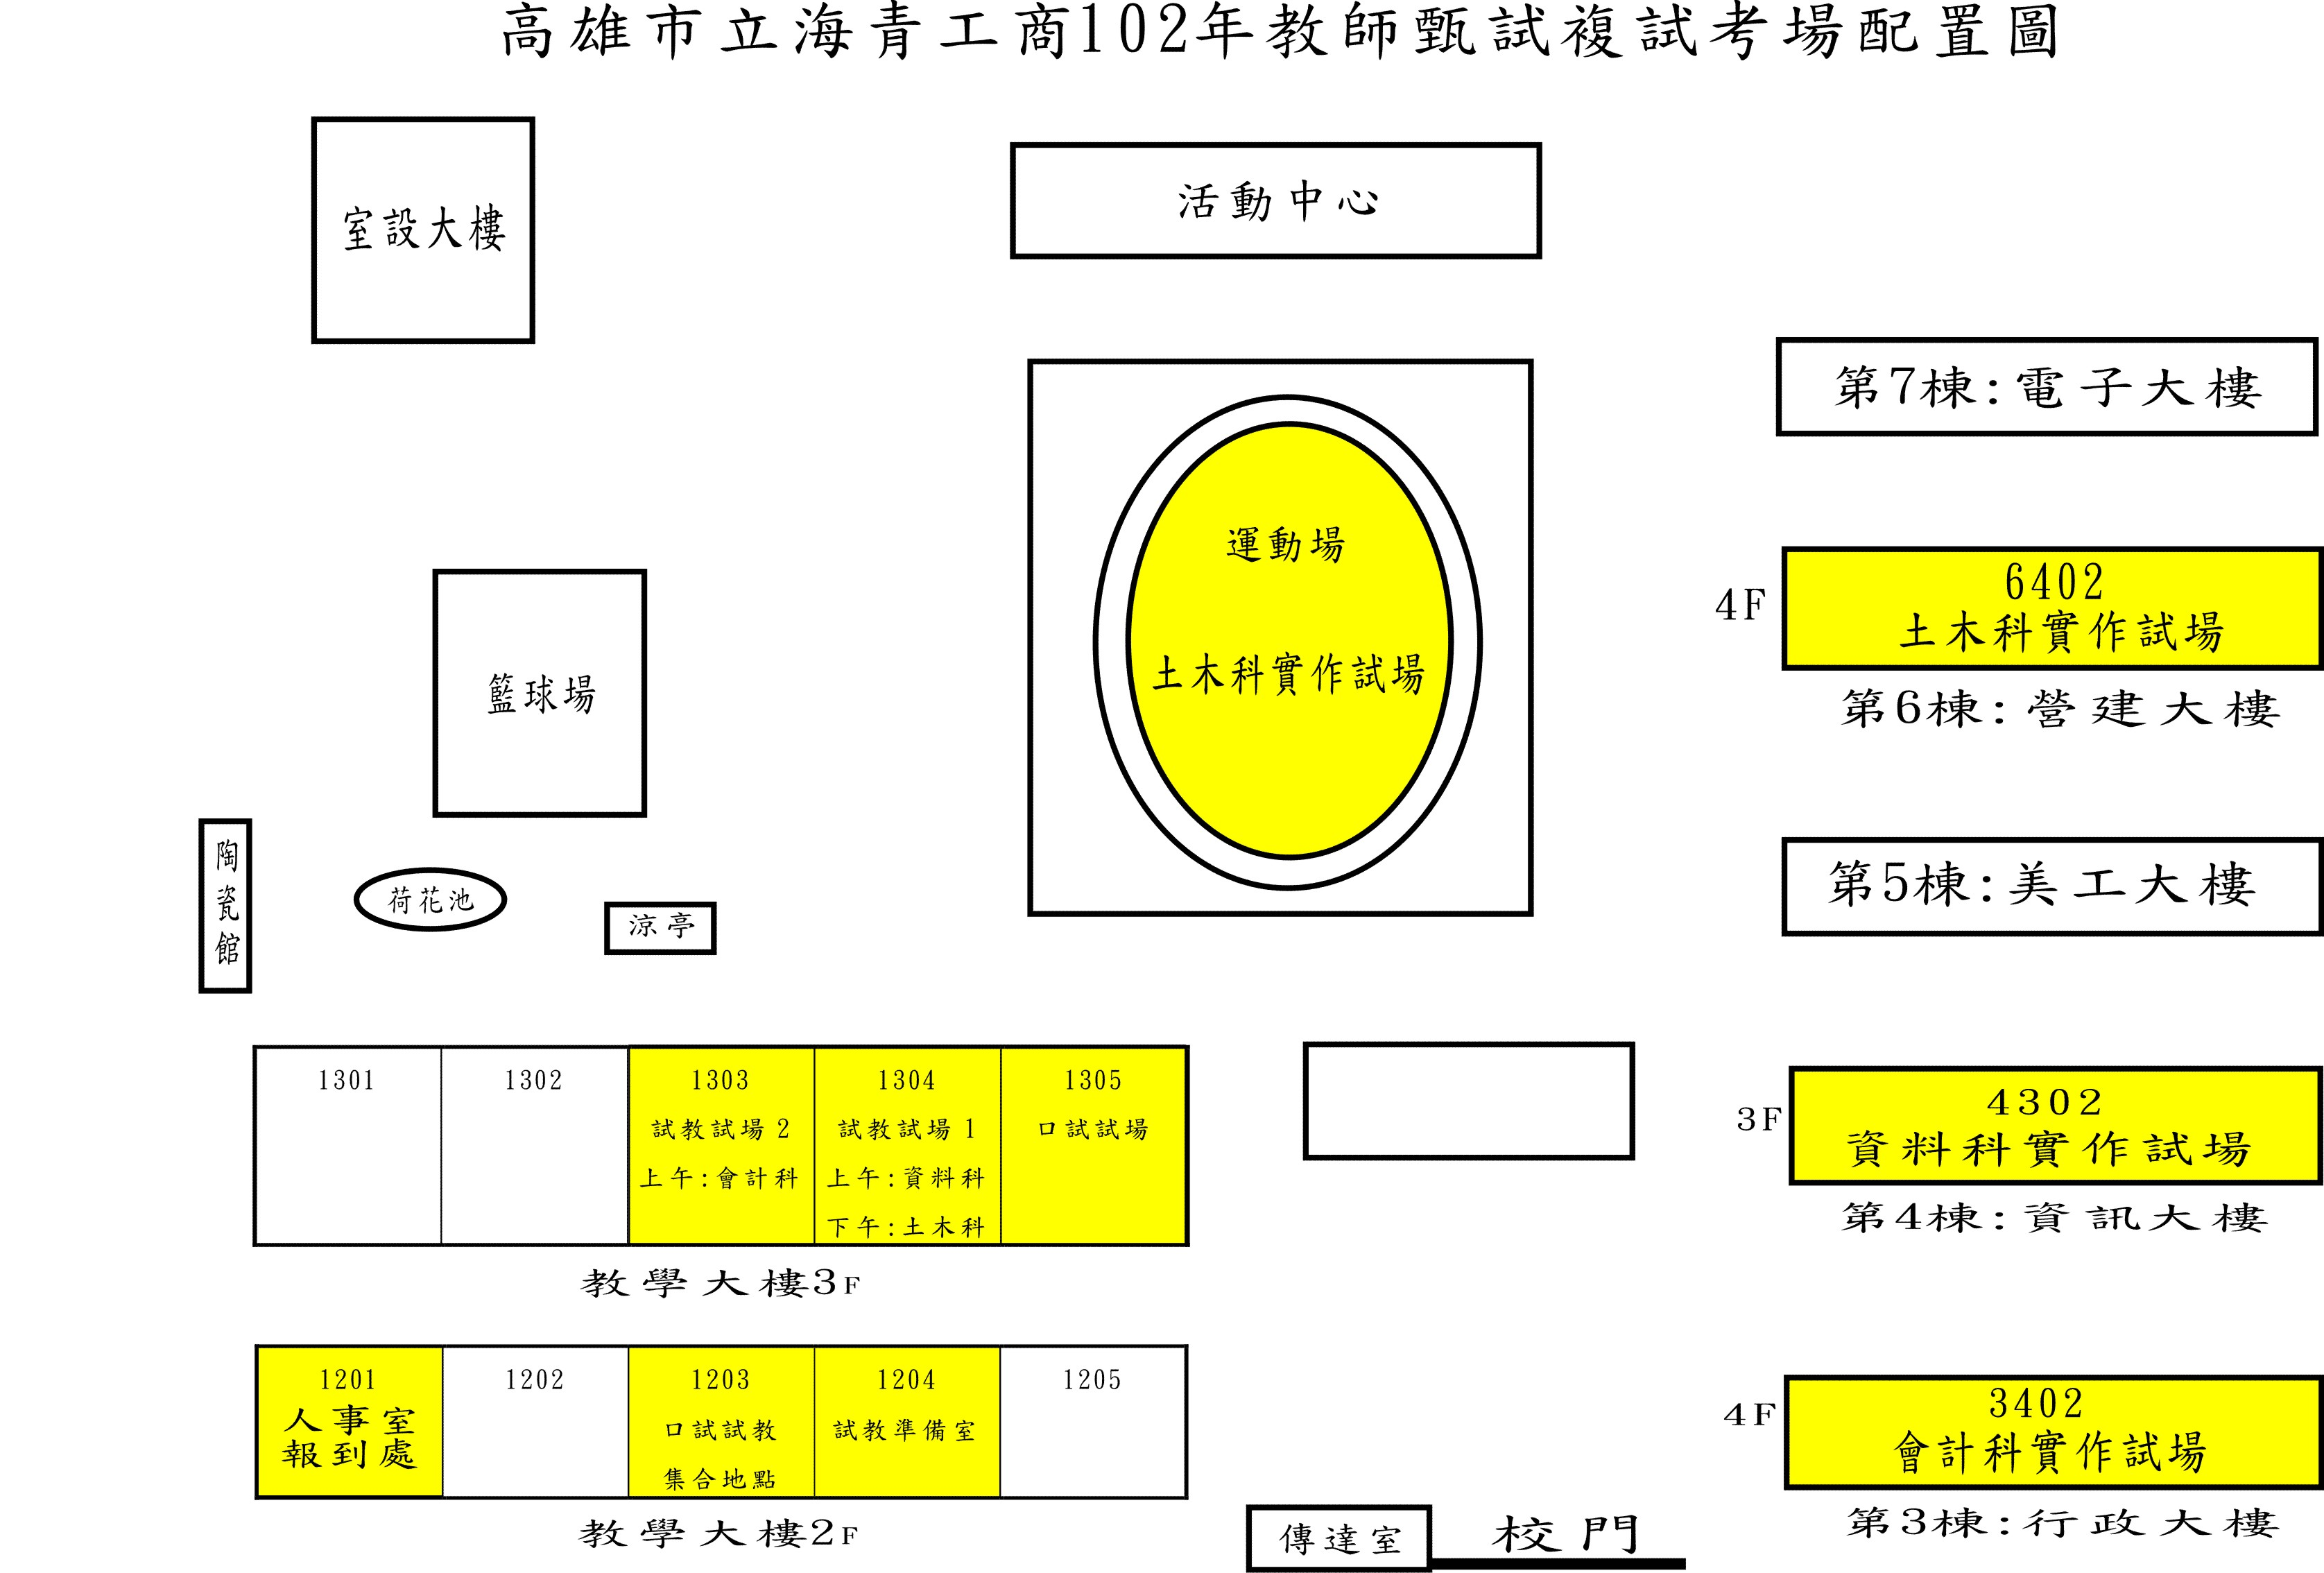 高雄市立海青工商102年教師甄試複試考場配置圖
室設大樓
活動中心
第7棟:電子大樓
運動場
土木科實作試場
4F
6402
土木科實作試場
第6棟:營建大樓
籃球場
陶瓷館
荷花池
涼亭
第5棟:美工大樓
1301
1302
1303
試教試場2
上午:會計科
1304
試教試場1
上午:資料科
下午:土木科
1305
口試試場
教學大樓3F
3F
4302
資料科實作試場
第4棟:資訊大樓
1201
人事室
報到處
1202
1203
口試試教
集合地點
1204
試教準備室
1205
教學大樓2F
4F
3402
會計科實作試場
第3棟:行政大樓
傳達室
校門